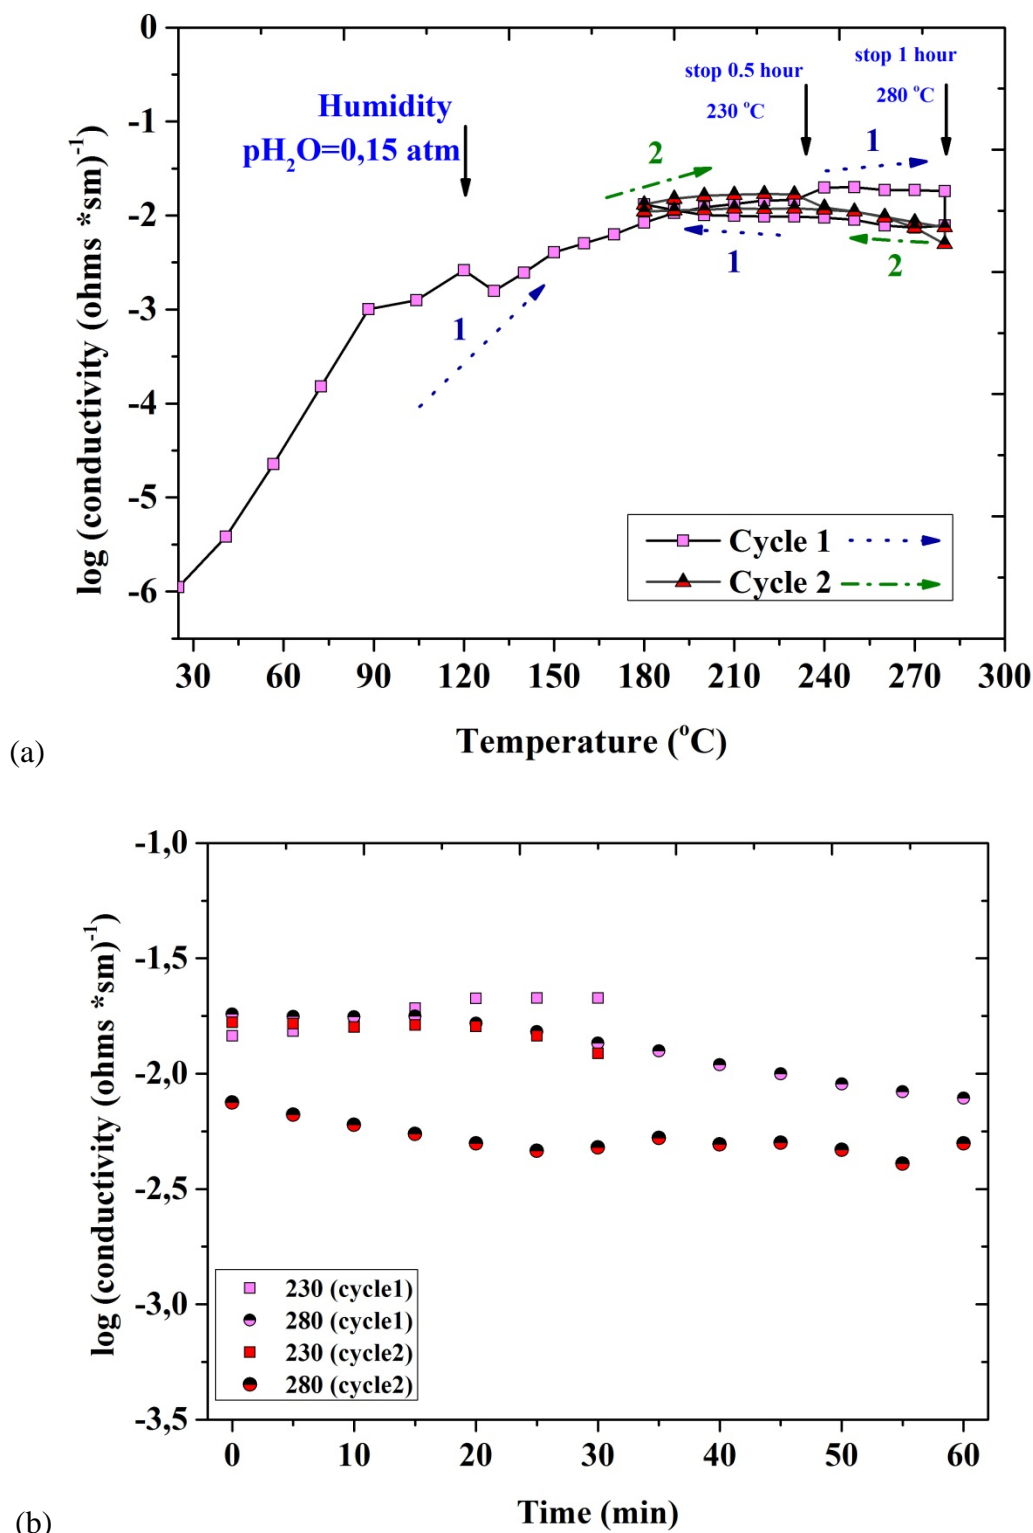 0
-1
-2
-3
-4
-5
-6
log (conductivity (ohms *sm)⁻¹
Humidity
pH₂O=0,15 atm
stop 0.5 hour
230 °C
stop 1 hour
280 °C
2
1
1
2
1
Cycle 1
Cycle 2
30 60 90 120 150 180 210 240 270 300
Temperature (°C)
(a)
-1,0
-1,5
-2,0
-2,5
-3,0
-3,5
log (conductivity (ohms *sm)⁻¹
230 (cycle1)
280 (cycle1)
230 (cycle2)
280 (cycle2)
0 10 20 30 40 50 60
Time (min)
(b)